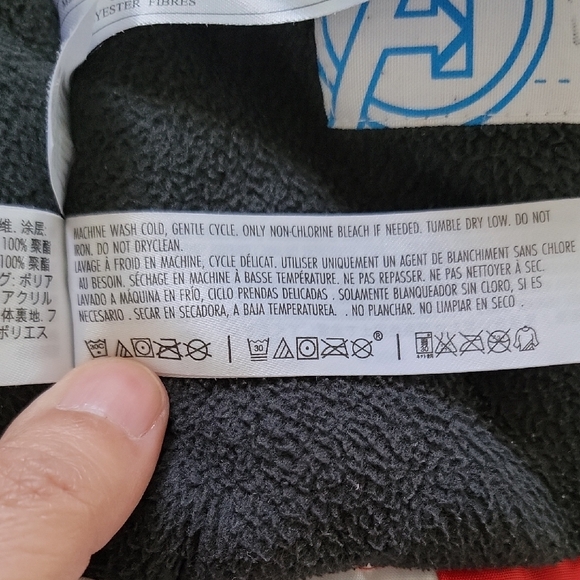 YESTER FIBRES
维. 涂层:
100% 聚酯
100% 聚酯
グ: ポリア
アクリル
体裏地. フ
ポリエス
MACHINE WASH COLD, GENTLE CYCLE. ONLY NON-CHLORINE BLEACH IF NEEDED. TUMBLE DRY LOW. DO NOT
IRON. DO NOT DRYCLEAN.
LAVAGE À FROID EN MACHINE, CYCLE DÉLICAT. UTILISER UNIQUEMENT UN AGENT DE BLANCHIMENT SANS CHLORE
AU BESOIN. SÉCHAGE EN MACHINE À BASSE TEMPÉRATURE. NE PAS REPASSER. NE PAS NETTOYER À SEC.
LAVADO A MÁQUINA EN FRÍO, CICLO PRENDAS DELICADAS . SOLAMENTE BLANQUEADOR SIN CLORO, SI ES
NECESARIO . SECAR EN SECADORA, A BAJA TEMPERATUREA. . NO PLANCHAR. NO LIMPIAR EN SECO .
30C | 30 ® |